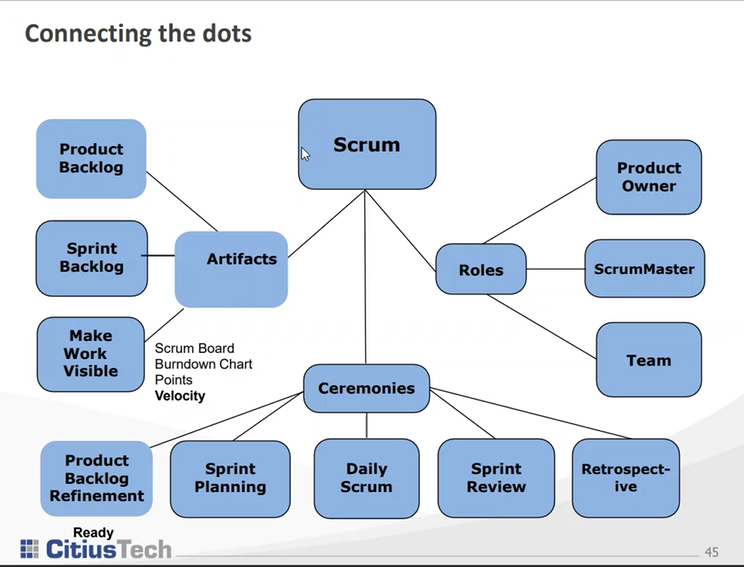 Connecting the dots
Scrum
Product
Backlog
Sprint
Backlog
Make
Work
Visible
Artifacts
Scrum Board
Burndown Chart
Points
Velocity
Roles
Product
Owner
ScrumMaster
Team
Ceremonies
Product
Backlog
Refinement
Sprint
Planning
Daily
Scrum
Sprint
Review
Retrospect-
ive
Ready
CitiusTech
45